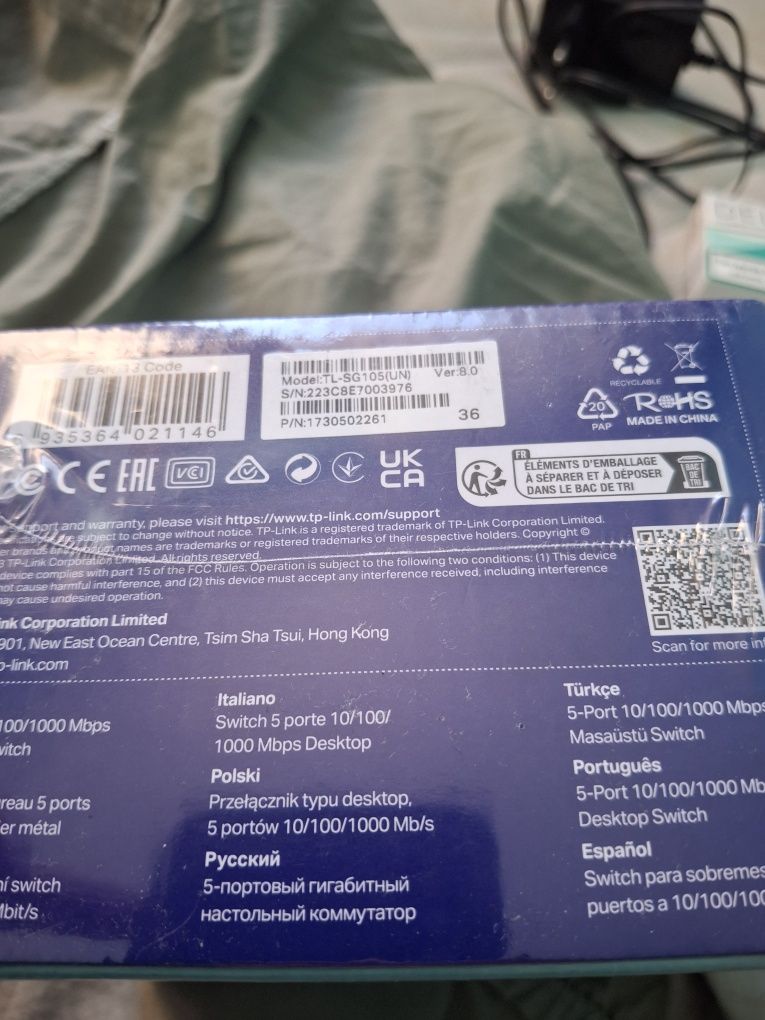 EAN-13 Code
935364 021146
Model:TL-SG105(UN) Ver:8.0
S/N:223C8E7003976
P/N:1730502261 36
RECYCLABLE
20
PAP
RoHS
MADE IN CHINA
CE EAC VCI UK CA
FR
ÉLÉMENTS D'EMBALLAGE
À SÉPARER ET À DÉPOSER
DANS LE BAC DE TRI
BAC
DE
TRI
support and warranty, please visit https://www.tp-link.com/support
subject to change without notice. TP-Link is a registered trademark of TP-Link Corporation Limited.
er brands names are trademarks or registered trademarks of their respective holders. Copyright ©
3 TP-Link Corporation Limited. All rights reserved.
device complies with part 15 of the FCC Rules. Operation is subject to the following two conditions: (1) This device
not cause harmful interference, and (2) this device must accept any interference received, including interference
may cause undesired operation.
ink Corporation Limited
901, New East Ocean Centre, Tsim Sha Tsui, Hong Kong
p-link.com
Scan for more in
100/1000 Mbps
witch
reau 5 ports
er métal
ní switch
Mbit/s
Italiano
Switch 5 porte 10/100/
1000 Mbps Desktop
Polski
Przełącznik typu desktop,
5 portów 10/100/1000 Mb/s
Русский
5-портовый гигабитный
настольный коммутатор
Türkçe
5-Port 10/100/1000 Mbps
Masaüstü Switch
Português
5-Port 10/100/1000 Mb
Desktop Switch
Español
Switch para sobremes
puertos a 10/100/100